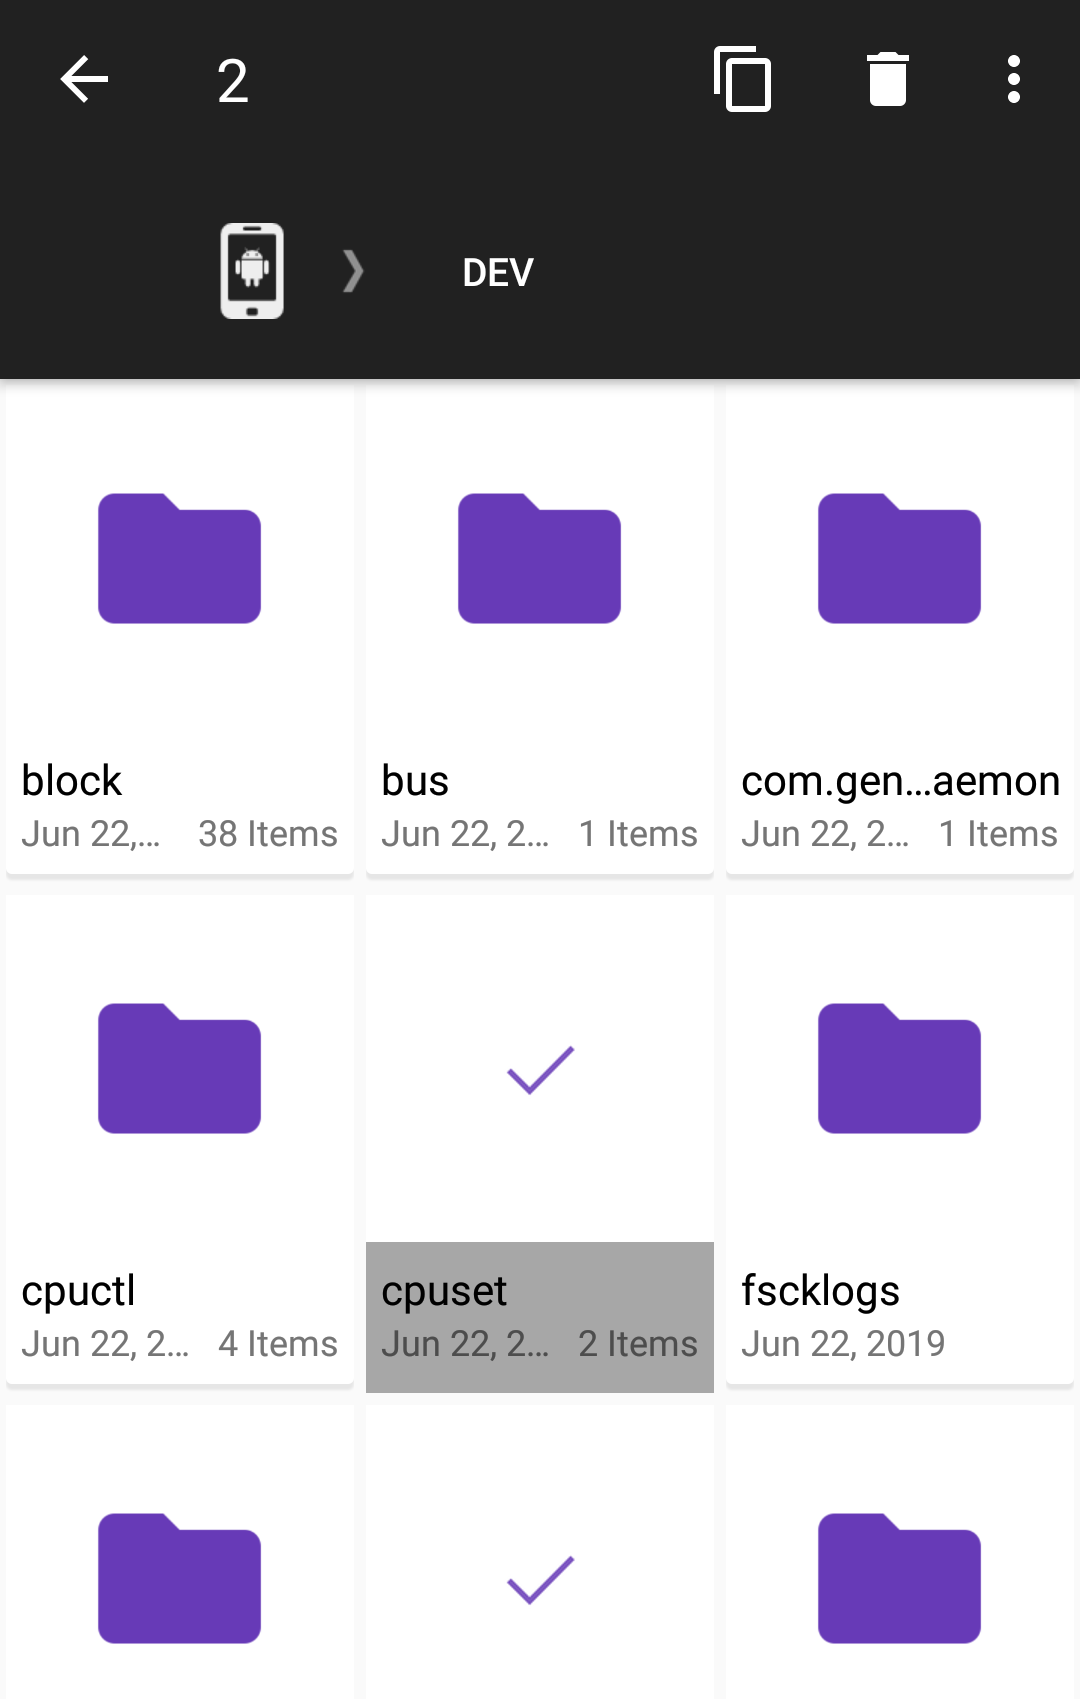 2
DEV
block
Jun 22,... 38 Items
bus
Jun 22, 2... 1 Items
com.gen...aemon
Jun 22, 2... 1 Items
cpuctl
Jun 22, 2... 4 Items
cpuset
Jun 22, 2... 2 Items
fscklogs
Jun 22, 2019